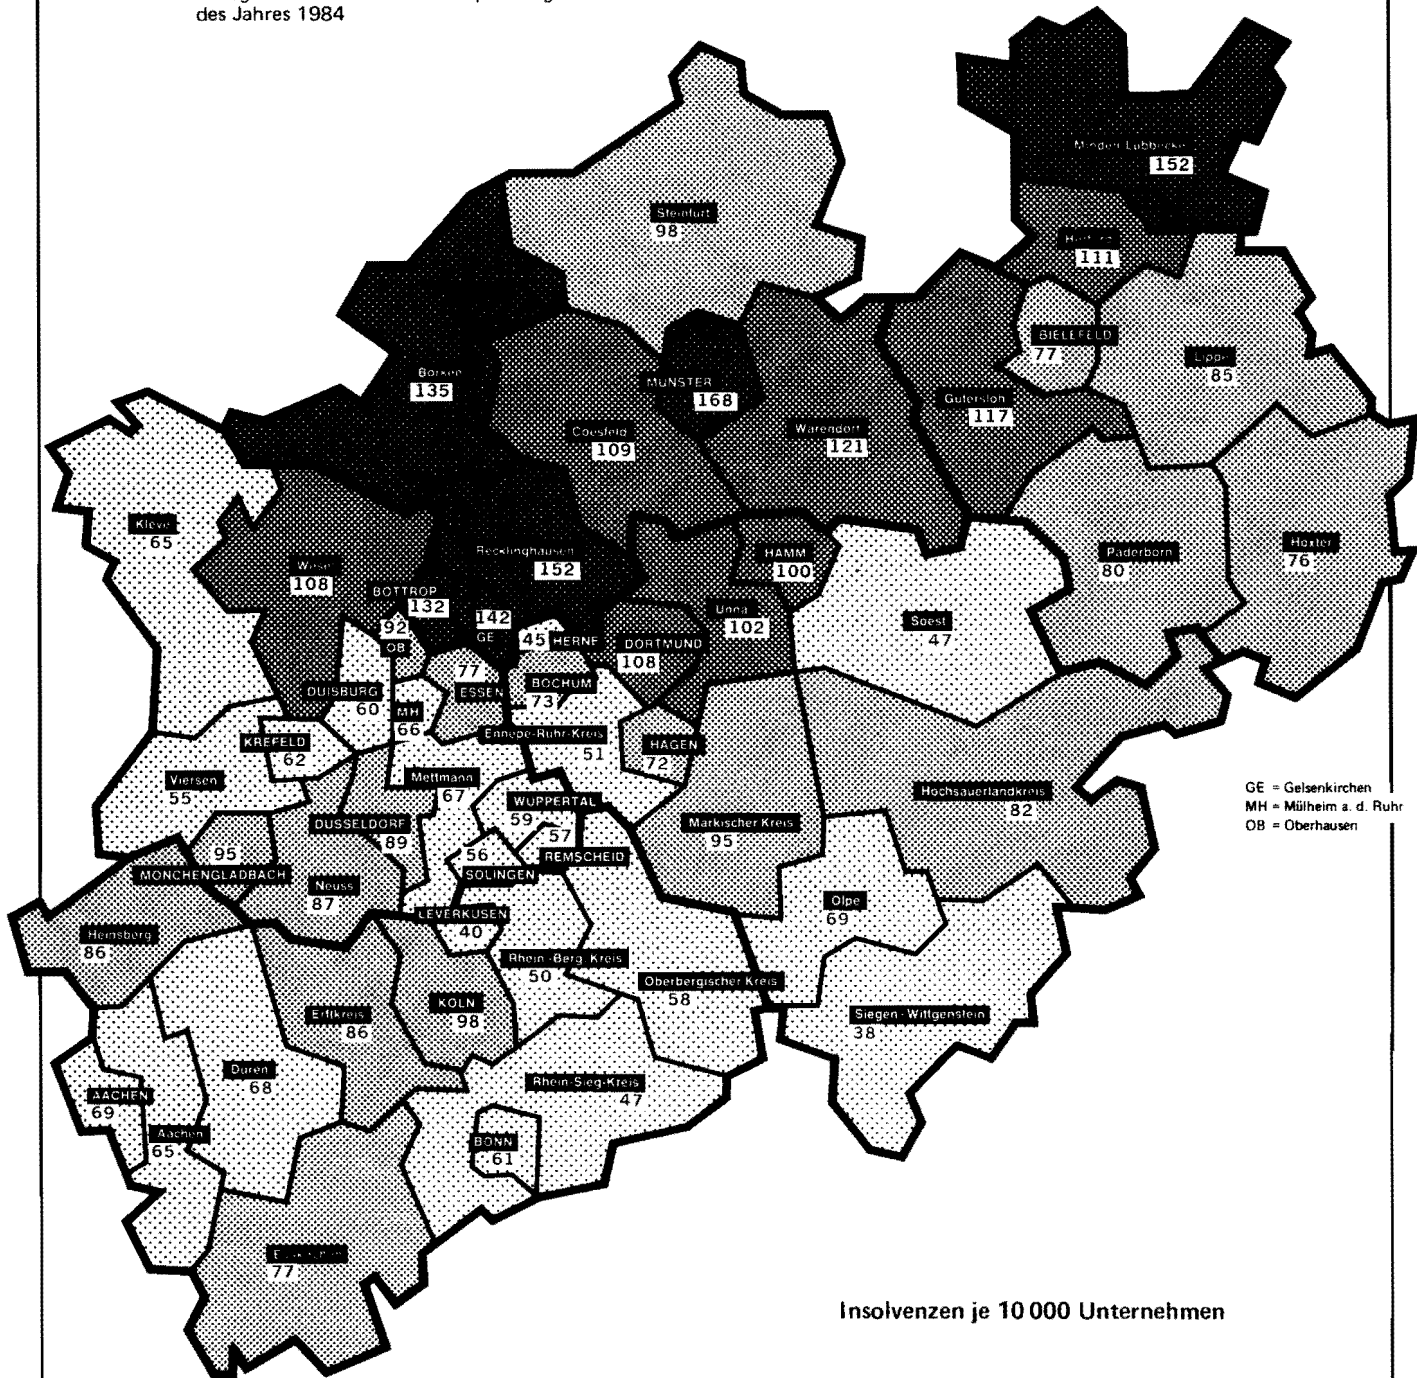 des Jahres 1984
Minden-Lübbecke
152
Steinfurt
98
Herford
111
BIELEFELD
77
Lippe
85
Borken
135
MÜNSTER
168
Gütersloh
117
Coesfeld
109
Warendorf
121
Kleve
65
Recklinghausen
152
HAMM
100
Paderborn
80
Höxter
76
Wesel
108
BOTTROP
132
142
GE
92
OB
45 HERNE
DORTMUND
108
Unna
102
Soest
47
77
ESSEN
BOCHUM
73
DUISBURG
60
MH
66
Ennepe-Ruhr-Kreis
51
HAGEN
72
KREFELD
62
Viersen
55
Mettmann
67
WUPPERTAL
59
Hochsauerlandkreis
82
GE = Gelsenkirchen
MH = Mülheim a. d. Ruhr
OB = Oberhausen
DÜSSELDORF
89
57
REMSCHEID
Märkischer Kreis
95
95
MÖNCHENGLADBACH
56
SOLINGEN
Neuss
87
Olpe
69
LEVERKUSEN
40
Heinsberg
86
Rhein.-Berg. Kreis
50
Oberbergischer Kreis
58
Erftkreis
86
KÖLN
98
Siegen-Wittgenstein
38
Düren
68
Rhein-Sieg-Kreis
47
AACHEN
69
Aachen
65
BONN
61
Euskirchen
77
Insolvenzen je 10 000 Unternehmen